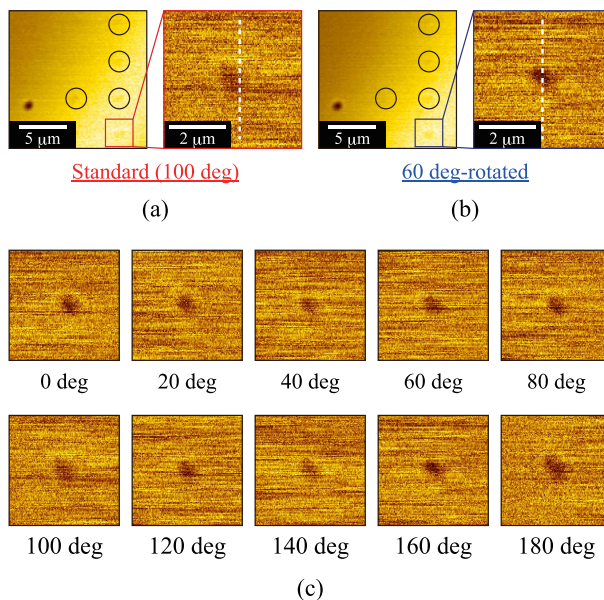 5 μm
2 μm
5 μm
2 μm
Standard (100 deg)
60 deg-rotated
(a)
(b)
0 deg
20 deg
40 deg
60 deg
80 deg
100 deg
120 deg
140 deg
160 deg
180 deg
(c)